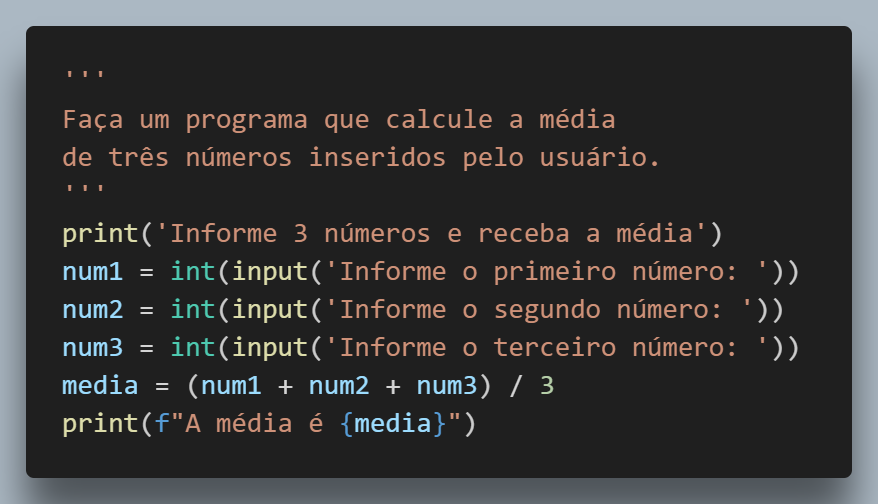 '''
Faça um programa que calcule a média
de três números inseridos pelo usuário.
'''
print('Informe 3 números e receba a média')
num1 = int(input('Informe o primeiro número: '))
num2 = int(input('Informe o segundo número: '))
num3 = int(input('Informe o terceiro número: '))
media = (num1 + num2 + num3) / 3
print(f"A média é {media}")